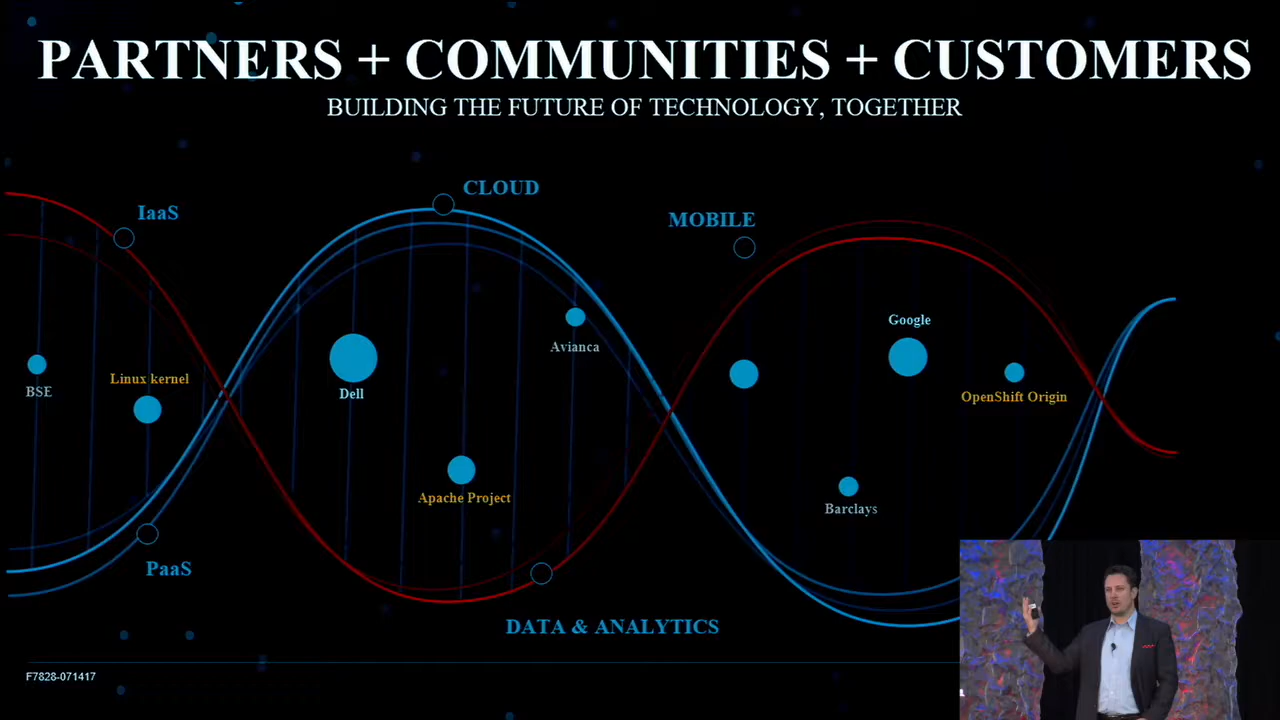 PARTNERS + COMMUNITIES + CUSTOMERS
BUILDING THE FUTURE OF TECHNOLOGY, TOGETHER
CLOUD
IaaS
MOBILE
Google
Avianca
Linux kernel
BSE
Dell
OpenShift Origin
Apache Project
Barclays
PaaS
DATA & ANALYTICS
F7828-071417